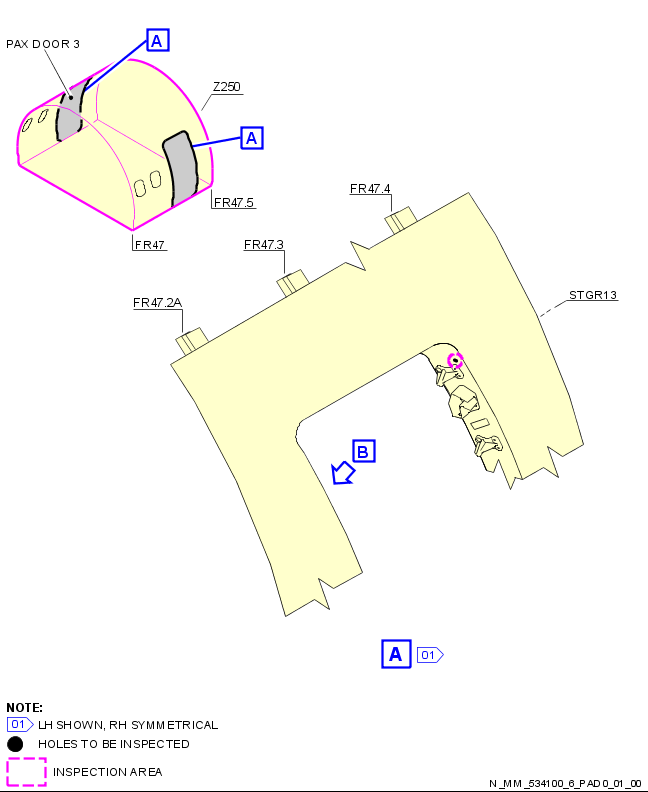 PAX DOOR 3
A
Z250
A
FR47.5
FR47
FR47.4
FR47.3
FR47.2A
STGR13
B
A 01
NOTE:
01 LH SHOWN, RH SYMMETRICAL
HOLES TO BE INSPECTED
INSPECTION AREA
N_MM_534100_6_PAD0_01_00